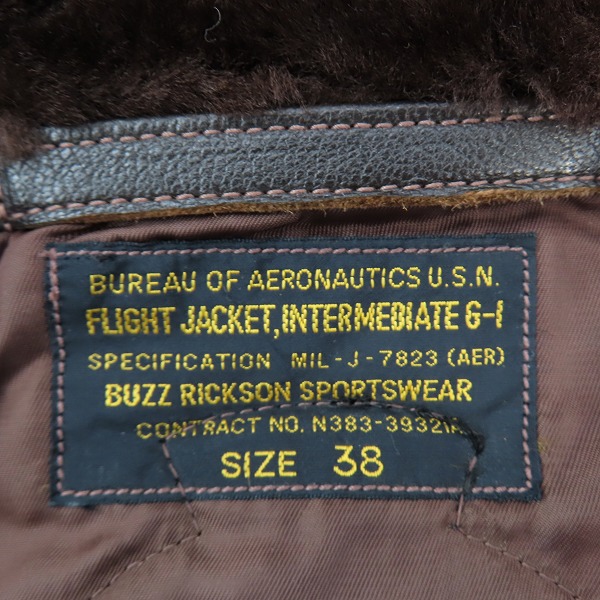 BUREAU OF AERONAUTICS U.S.N.
FLIGHT JACKET, INTERMEDIATE G-1
SPECIFICATION MIL-J-7823 (AER)
BUZZ RICKSON SPORTSWEAR
CONTRACT NO. N383-39321A
SIZE 38